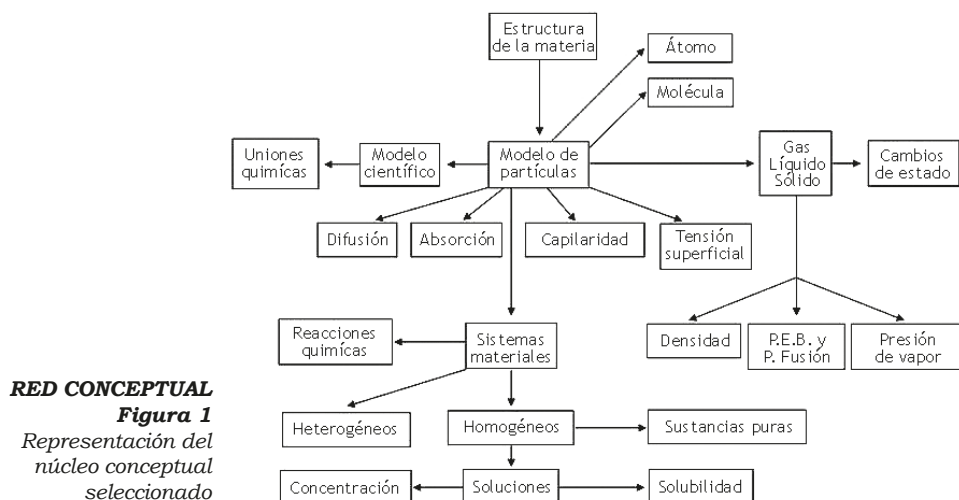 Estructura
de la materia
Átomo
Molécula
Uniones
quimícas
Modelo
científico
Modelo de
partículas
Gas
Líquido
Sólido
Cambios
de estado
Difusión
Absorción
Capilaridad
Tensión
superficial
Reacciones
quimícas
Sistemas
materiales
Densidad
P.E.B. y
P. Fusión
Presión
de vapor
Heterogéneos
Homogéneos
Sustancias puras
Concentración
Soluciones
Solubilidad
RED CONCEPTUAL
Figura 1
Representación del
núcleo conceptual
seleccionado